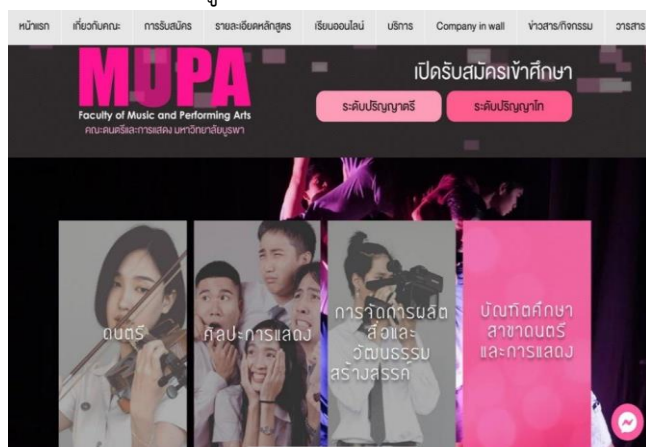 หน้าแรก เกี่ยวกับคณะ การรับสมัคร รายละเอียดหลักสูตร เรียนออนไลน์ บริการ Company in wall ข่าวสาร/กิจกรรม วารสาร
MUPA
Faculty of Music and Performing Arts
คณะดนตรีและการแสดง มหาวิทยาลัยบูรพา
เปิดรับสมัครเข้าศึกษา
ระดับปริญญาตรี ระดับปริญญาโท
ดนตรี
ศิลปะการแสดง
การจัดการผลิต
สื่อและ
วัฒนธรรม
สร้างสรรค์
บัณฑิตศึกษา
สาขาดนตรี
และการแสดง